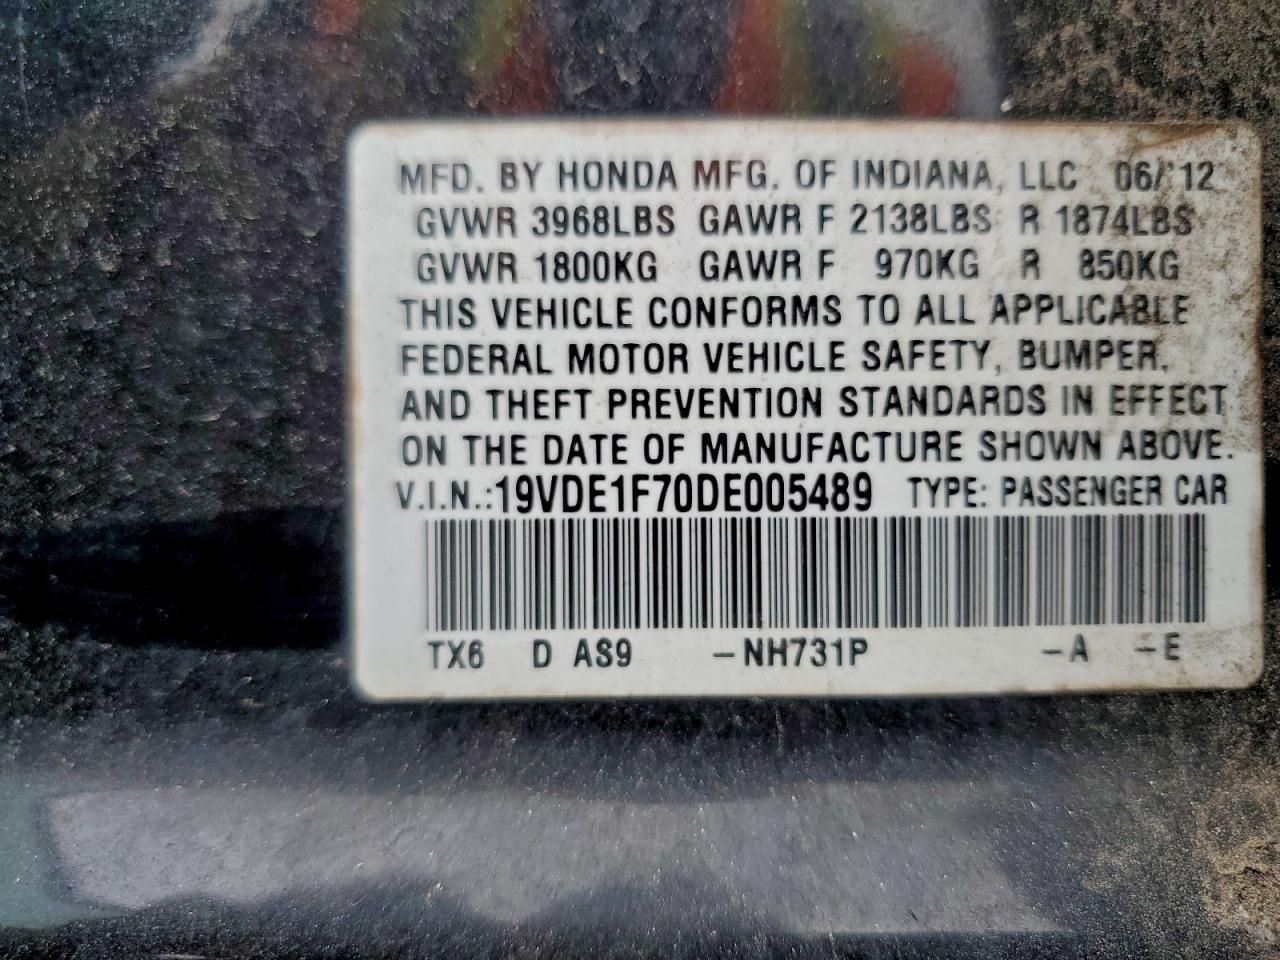 MFD. BY HONDA MFG. OF INDIANA, LLC 06/'12
GVWR 3968LBS GAWR F 2138LBS R 1874LBS
GVWR 1800KG GAWR F 970KG R 850KG
THIS VEHICLE CONFORMS TO ALL APPLICABLE
FEDERAL MOTOR VEHICLE SAFETY, BUMPER,
AND THEFT PREVENTION STANDARDS IN EFFECT
ON THE DATE OF MANUFACTURE SHOWN ABOVE.
V.I.N.:19VDE1F70DE005489 TYPE: PASSENGER CAR
TX6 D AS9 -NH731P -A -E